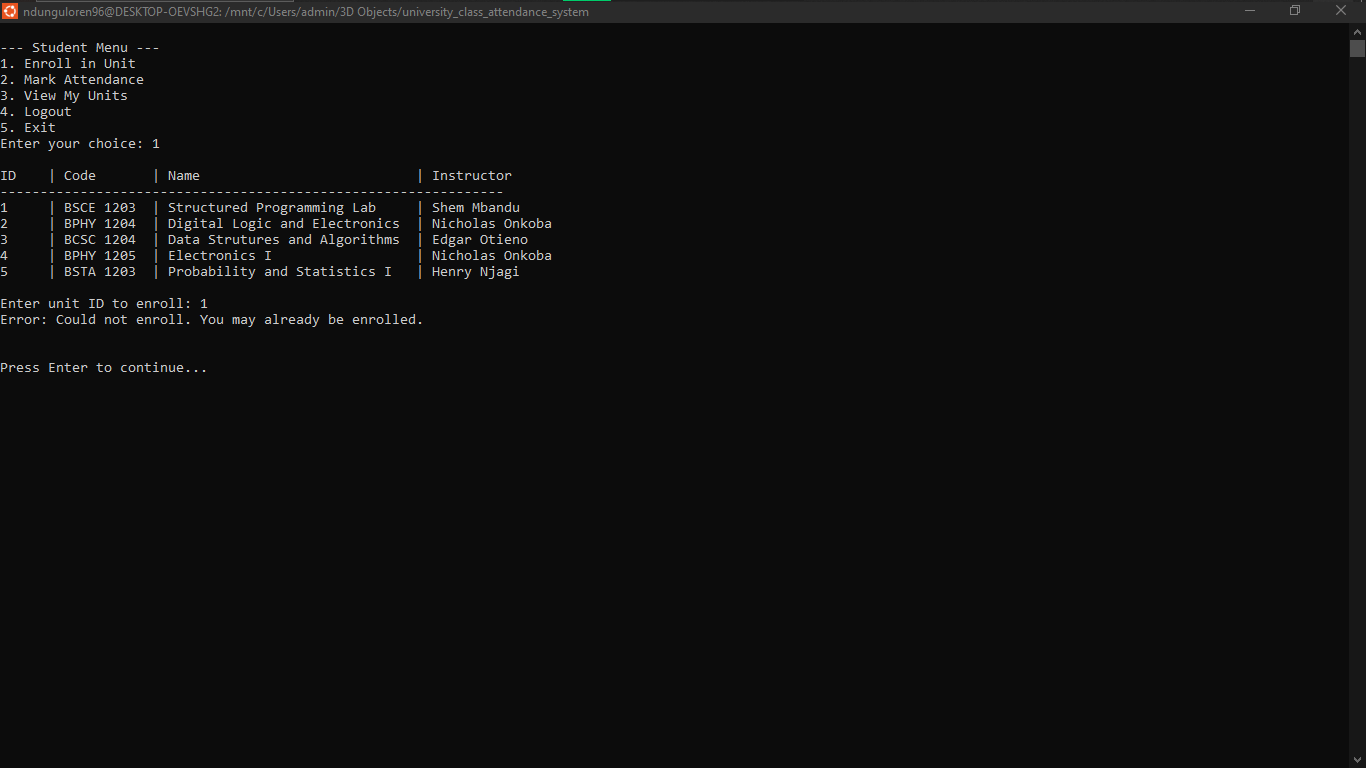 ndunguloren96@DESKTOP-OEVSHG2: /mnt/c/Users/admin/3D Objects/university_class_attendance_system
--- Student Menu ---
1. Enroll in Unit
2. Mark Attendance
3. View My Units
4. Logout
5. Exit
Enter your choice: 1
ID    | Code       | Name                           | Instructor
---------------------------------------------------------------
1     | BSCE 1203  | Structured Programming Lab     | Shem Mbandu
2     | BPHY 1204  | Digital Logic and Electronics  | Nicholas Onkoba
3     | BCSC 1204  | Data Strutures and Algorithms  | Edgar Otieno
4     | BPHY 1205  | Electronics I                  | Nicholas Onkoba
5     | BSTA 1203  | Probability and Statistics I   | Henry Njagi
Enter unit ID to enroll: 1
Error: Could not enroll. You may already be enrolled.
Press Enter to continue...